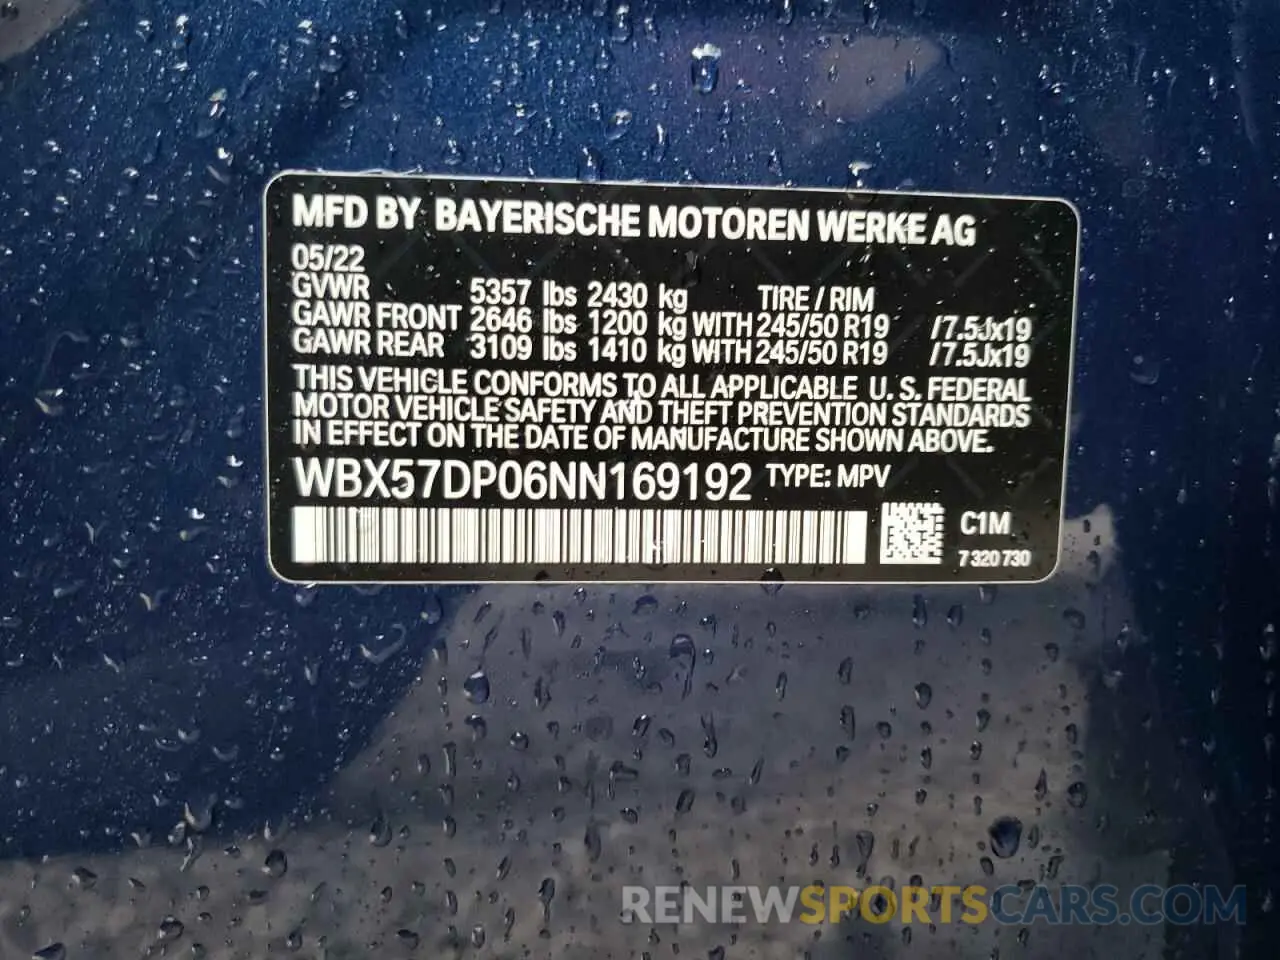 MFD BY BAYERISCHE MOTOREN WERKE AG
05/22
GVWR 5357 lbs 2430 kg TIRE / RIM
GAWR FRONT 2646 lbs 1200 kg WITH 245/50 R19 /7.5Jx19
GAWR REAR 3109 lbs 1410 kg WITH 245/50 R19 /7.5Jx19
THIS VEHICLE CONFORMS TO ALL APPLICABLE U. S. FEDERAL
MOTOR VEHICLE SAFETY AND THEFT PREVENTION STANDARDS
IN EFFECT ON THE DATE OF MANUFACTURE SHOWN ABOVE.
WBX57DP06NN169192 TYPE: MPV
C1M
7 320 730
RENEWSPORTSCARS.COM